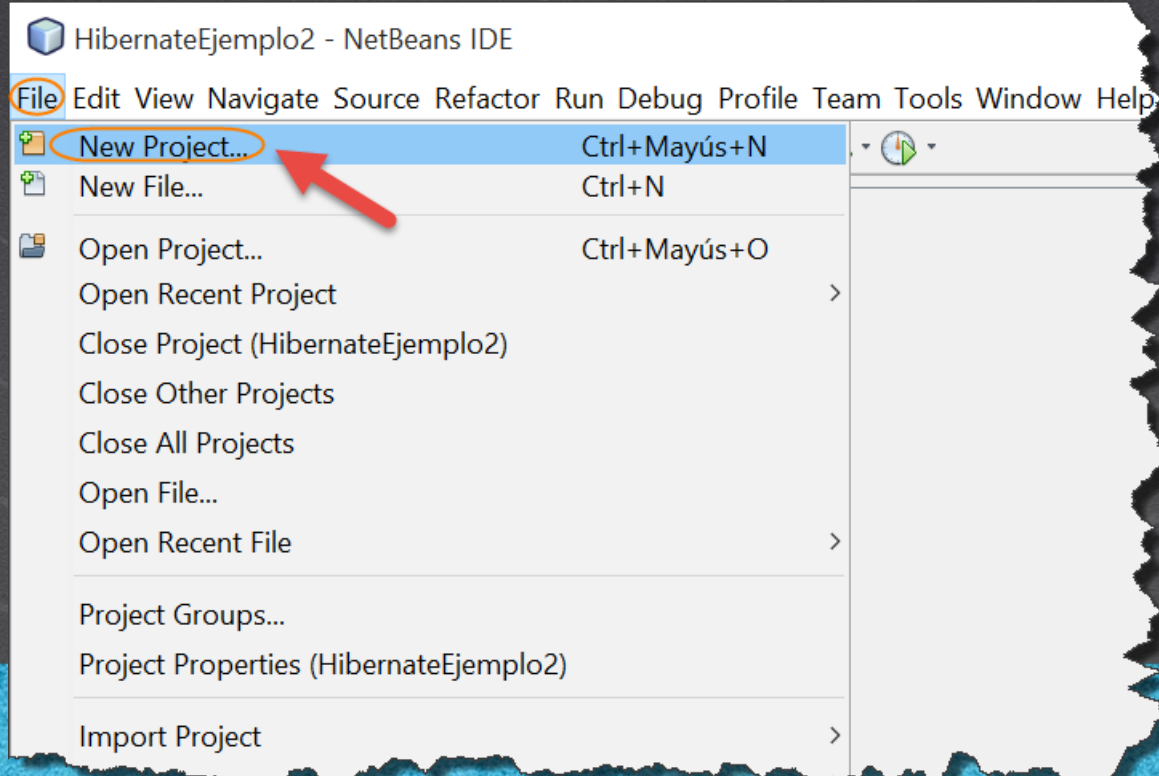 HibernateEjemplo2 - NetBeans IDE
File Edit View Navigate Source Refactor Run Debug Profile Team Tools Window Help
New Project... Ctrl+Mayús+N
New File... Ctrl+N
Open Project... Ctrl+Mayús+O
Open Recent Project
Close Project (HibernateEjemplo2)
Close Other Projects
Close All Projects
Open File...
Open Recent File
Project Groups...
Project Properties (HibernateEjemplo2)
Import Project